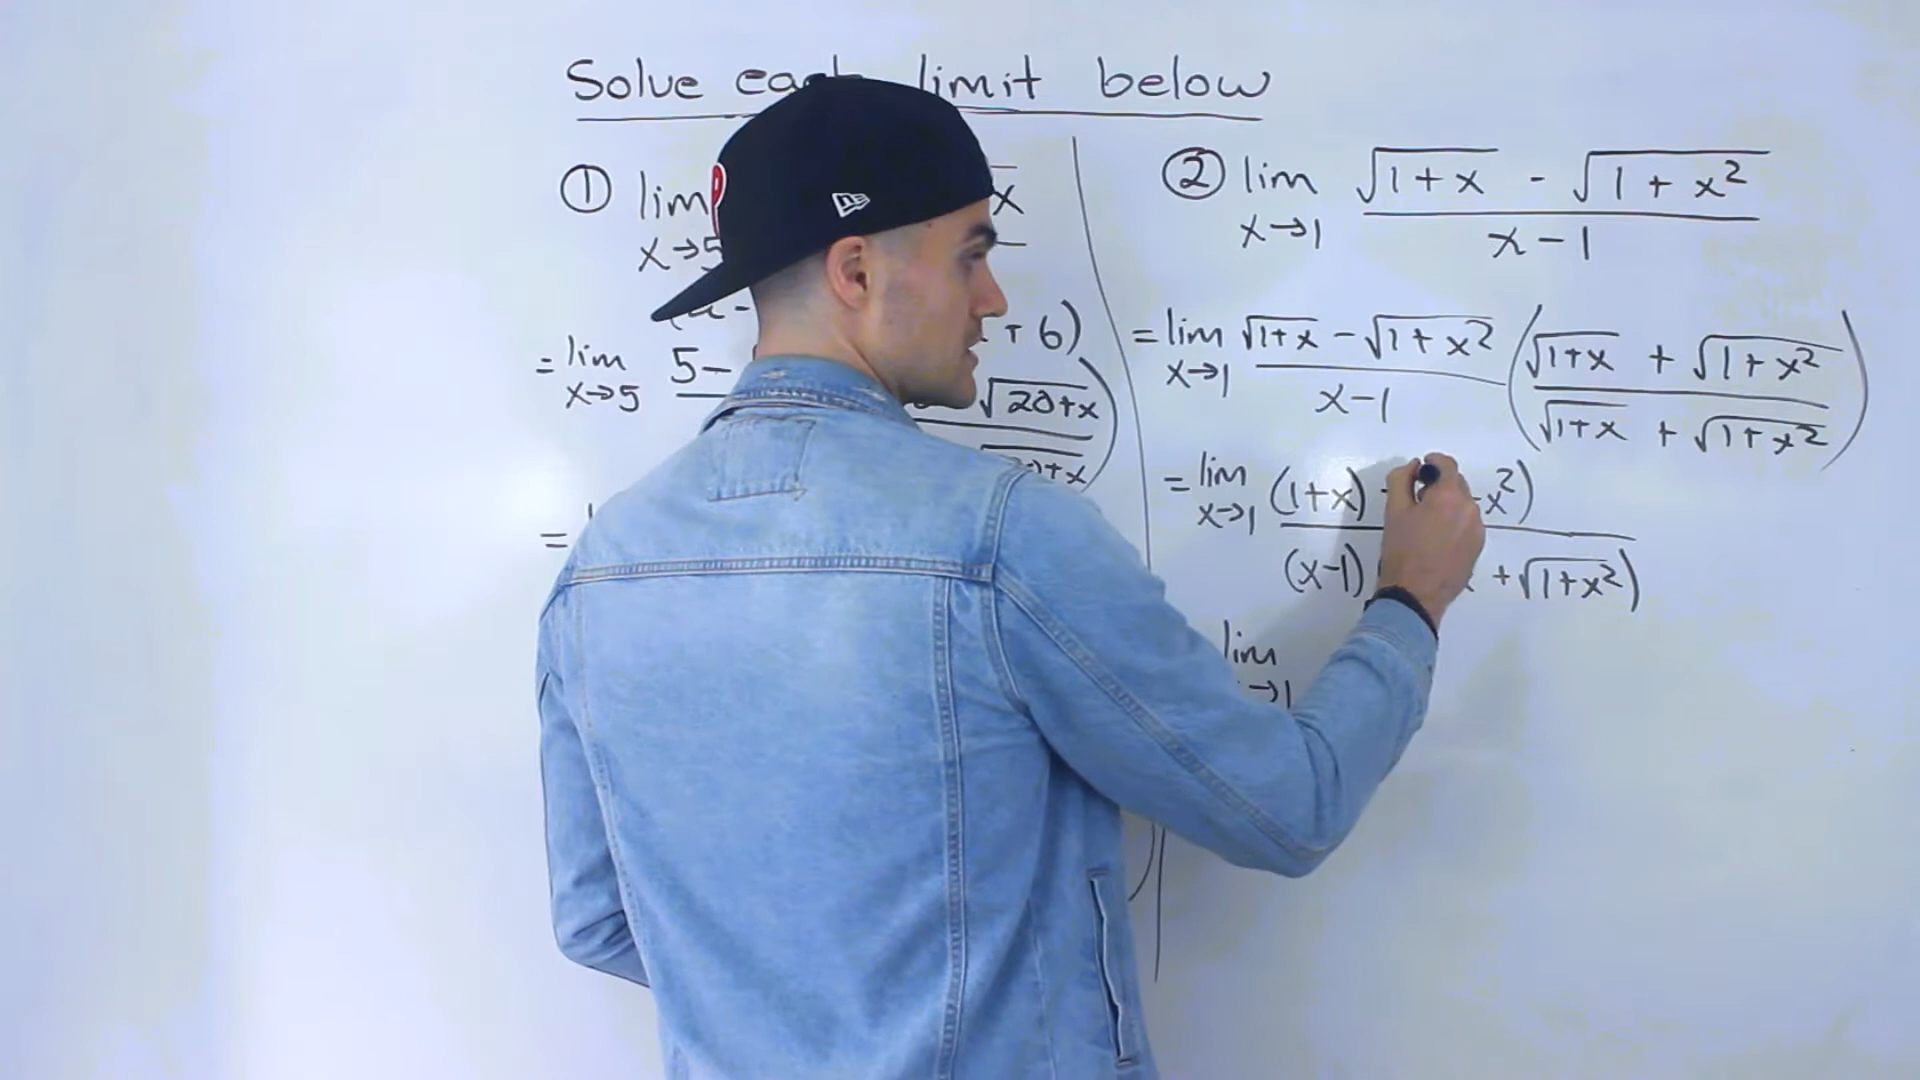 Solve limit below
① lim x
x→5
= lim 5- + 6)
x→5 √20+x
+x
=
② lim √1+x - √1+x²
x→1 x-1
= lim √1+x - √1+x² (√1+x + √1+x²)
x→1 x-1 (√1+x + √1+x²)
= lim (1+x) - x²)
x→1 (x-1) + √1+x²)
lim
→1